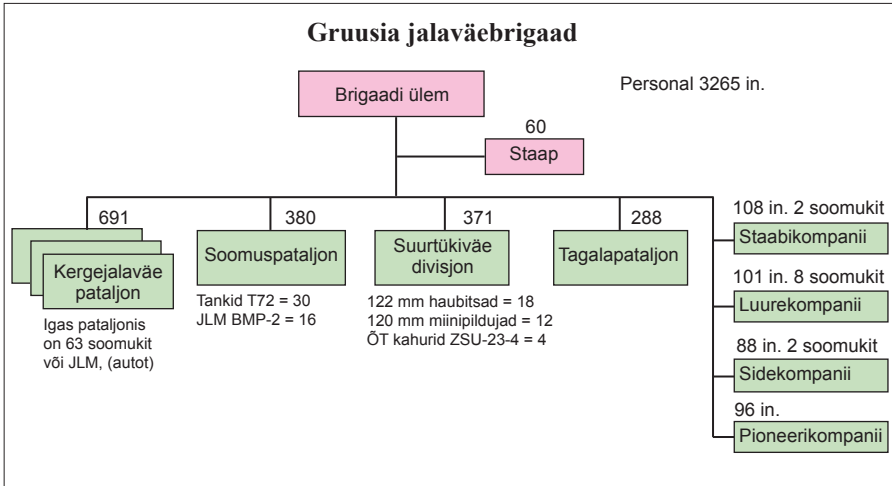 Gruusia jalaväebrigaad
Brigaadi ülem
Personal 3265 in.
60
Staap
691
Kergejalaväe
pataljon
Igas pataljonis
on 63 soomukit
või JLM, (autot)
380
Soomuspataljon
Tankid T72 = 30
JLM BMP-2 = 16
371
Suurtükiväe
divisjon
122 mm haubitsad = 18
120 mm miinipildujad = 12
ÕT kahurid ZSU-23-4 = 4
288
Tagalapataljon
108 in. 2 soomukit
Staabikompanii
101 in. 8 soomukit
Luurekompanii
88 in. 2 soomukit
Sidekompanii
96 in.
Pioneerikompanii